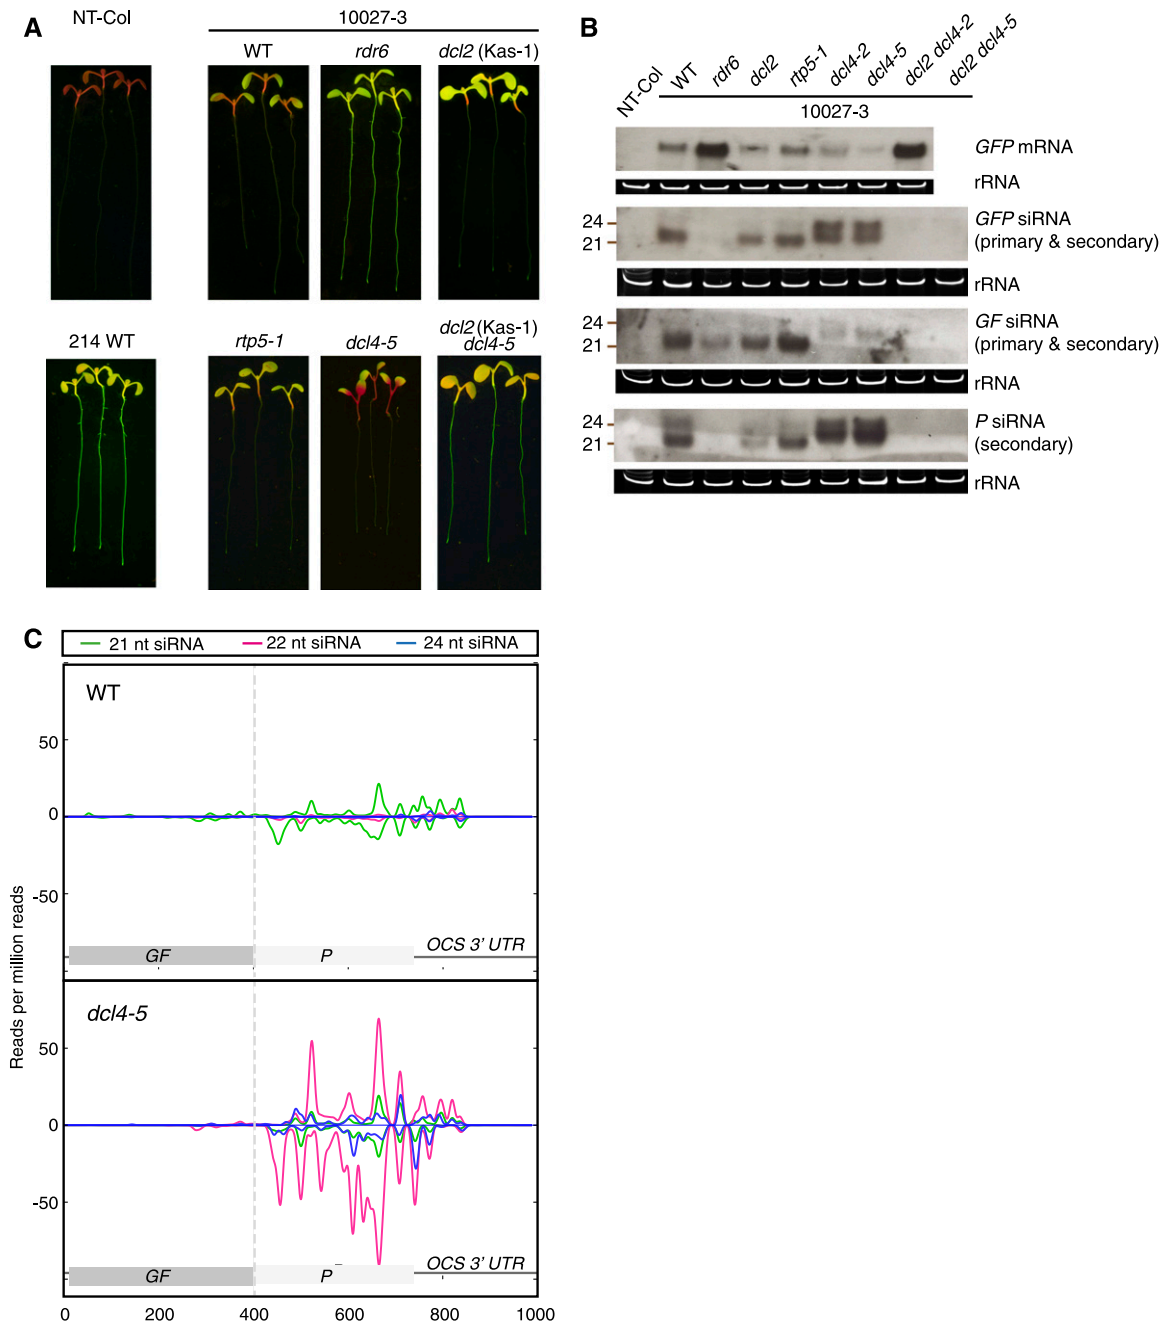 A
NT-Col
10027-3
WT
rdr6
dcl2 (Kas-1)
214 WT
rtp5-1
dcl4-5
dcl2 (Kas-1)
dcl4-5
B
NT-Col
WT
rdr6
dcl2
rtp5-1
dcl4-2
dcl4-5
dcl2 dcl4-2
dcl2 dcl4-5
10027-3
GFP mRNA
rRNA
24
21
GFP siRNA
(primary & secondary)
rRNA
24
21
GF siRNA
(primary & secondary)
rRNA
24
21
P siRNA
(secondary)
rRNA
C
21 nt siRNA
22 nt siRNA
24 nt siRNA
WT
50
0
-50
GF
P
OCS 3' UTR
Reads per million reads
dcl4-5
50
0
-50
GF
P
OCS 3' UTR
0
200
400
600
800
1000